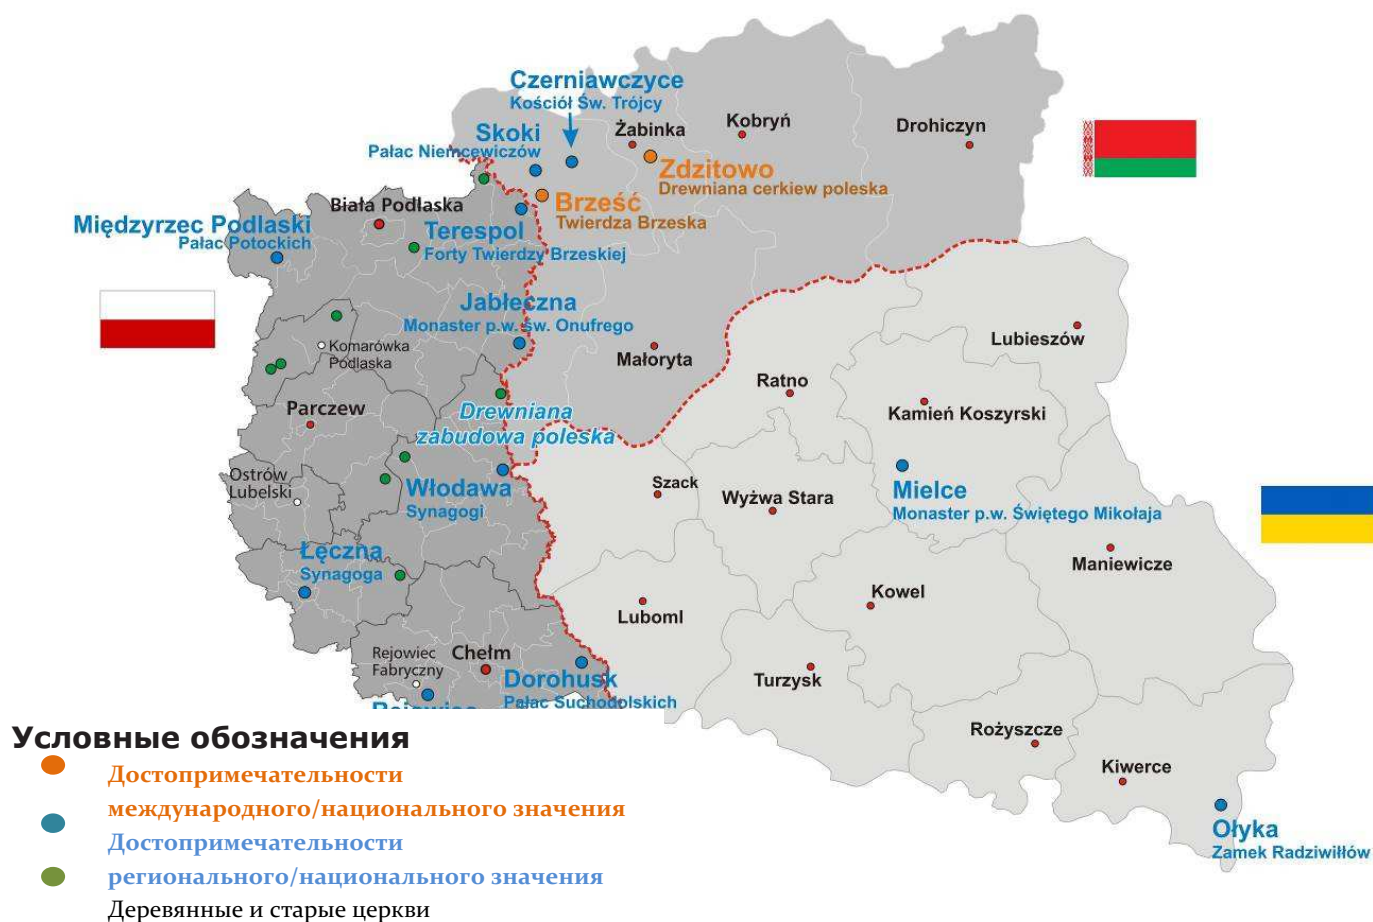 Czerniawczyce
Kościół Św. Trójcy
Skoki
Pałac Niemcewiczów
Żabinka
Kobryń
Drohiczyn
Zdzitowo
Drewniana cerkiew poleska
Brześć
Twierdza Brzeska
Biała Podlaska
Międzyrzec Podlaski
Pałac Potockich
Terespol
Forty Twierdzy Brzeskiej
Jabłeczna
Monaster p.w. św. Onufrego
Komarówka
Podlaska
Małoryta
Lubieszów
Ratno
Kamień Koszyrski
Parczew
Drewniana
zabudowa poleska
Ostrów
Lubelski
Włodawa
Synagogi
Szack
Wyżwa Stara
Mielce
Monaster p.w. Świętego Mikołaja
Łęczna
Synagoga
Maniewicze
Kowel
Luboml
Rejowiec
Fabryczny
Chełm
Dorohusk
Pałac Suchodolskich
Turzysk
Rożyszcze
Kiwerce
Ołyka
Zamek Radziwiłłów
Условные обозначения
Достопримечательности
международного/национального значения
Достопримечательности
регионального/национального значения
Деревянные и старые церкви